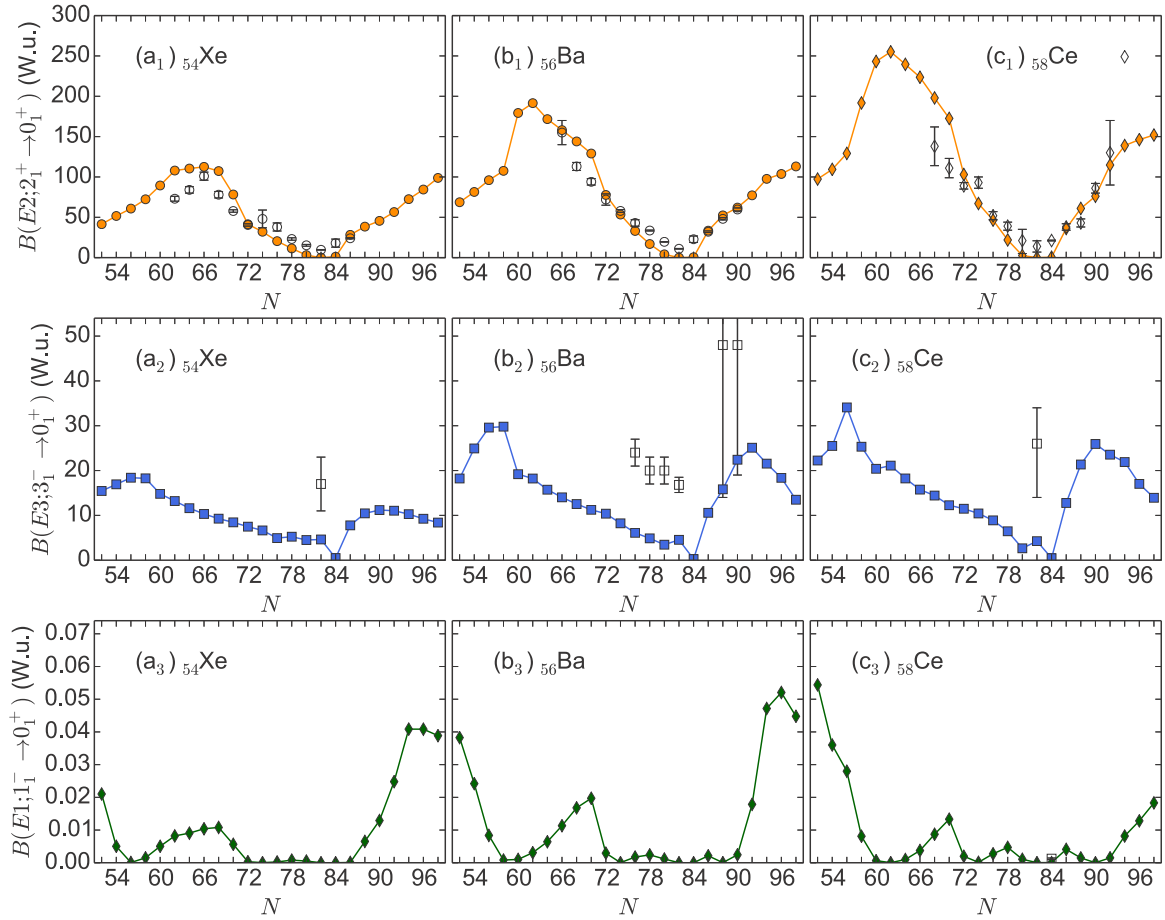 300
250
200
150
100
50
0
B(E2;2₁⁺→0₁⁺) (W.u.)
(a₁) ₅₄Xe
(b₁) ₅₆Ba
(c₁) ₅₈Ce
54 60 66 72 78 84 90 96
54 60 66 72 78 84 90 96
54 60 66 72 78 84 90 96
N
N
N
50
40
30
20
10
0
B(E3;3₁⁻→0₁⁺) (W.u.)
(a₂) ₅₄Xe
(b₂) ₅₆Ba
(c₂) ₅₈Ce
54 60 66 72 78 84 90 96
54 60 66 72 78 84 90 96
54 60 66 72 78 84 90 96
N
N
N
0.07
0.06
0.05
0.04
0.03
0.02
0.01
0.00
B(E1;1₁⁻→0₁⁺) (W.u.)
(a₃) ₅₄Xe
(b₃) ₅₆Ba
(c₃) ₅₈Ce
54 60 66 72 78 84 90 96
54 60 66 72 78 84 90 96
54 60 66 72 78 84 90 96
N
N
N